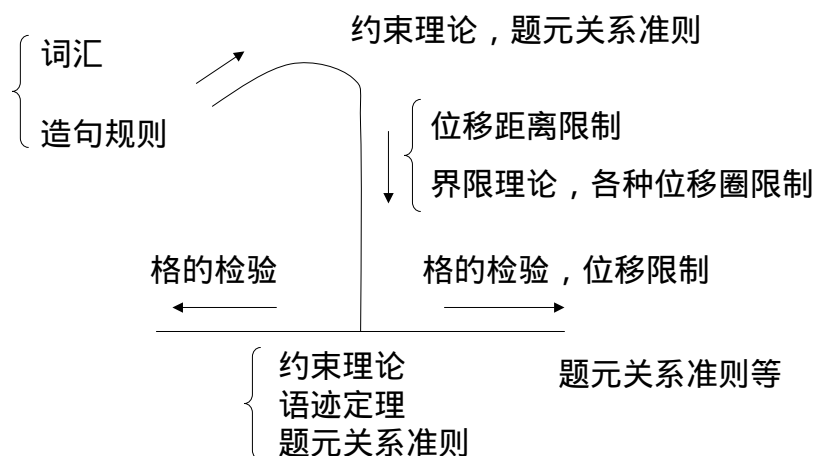 约束理论，题元关系准则
词汇
造句规则
位移距离限制
界限理论，各种位移圈限制
格的检验
格的检验，位移限制
约束理论
语迹定理
题元关系准则
题元关系准则等